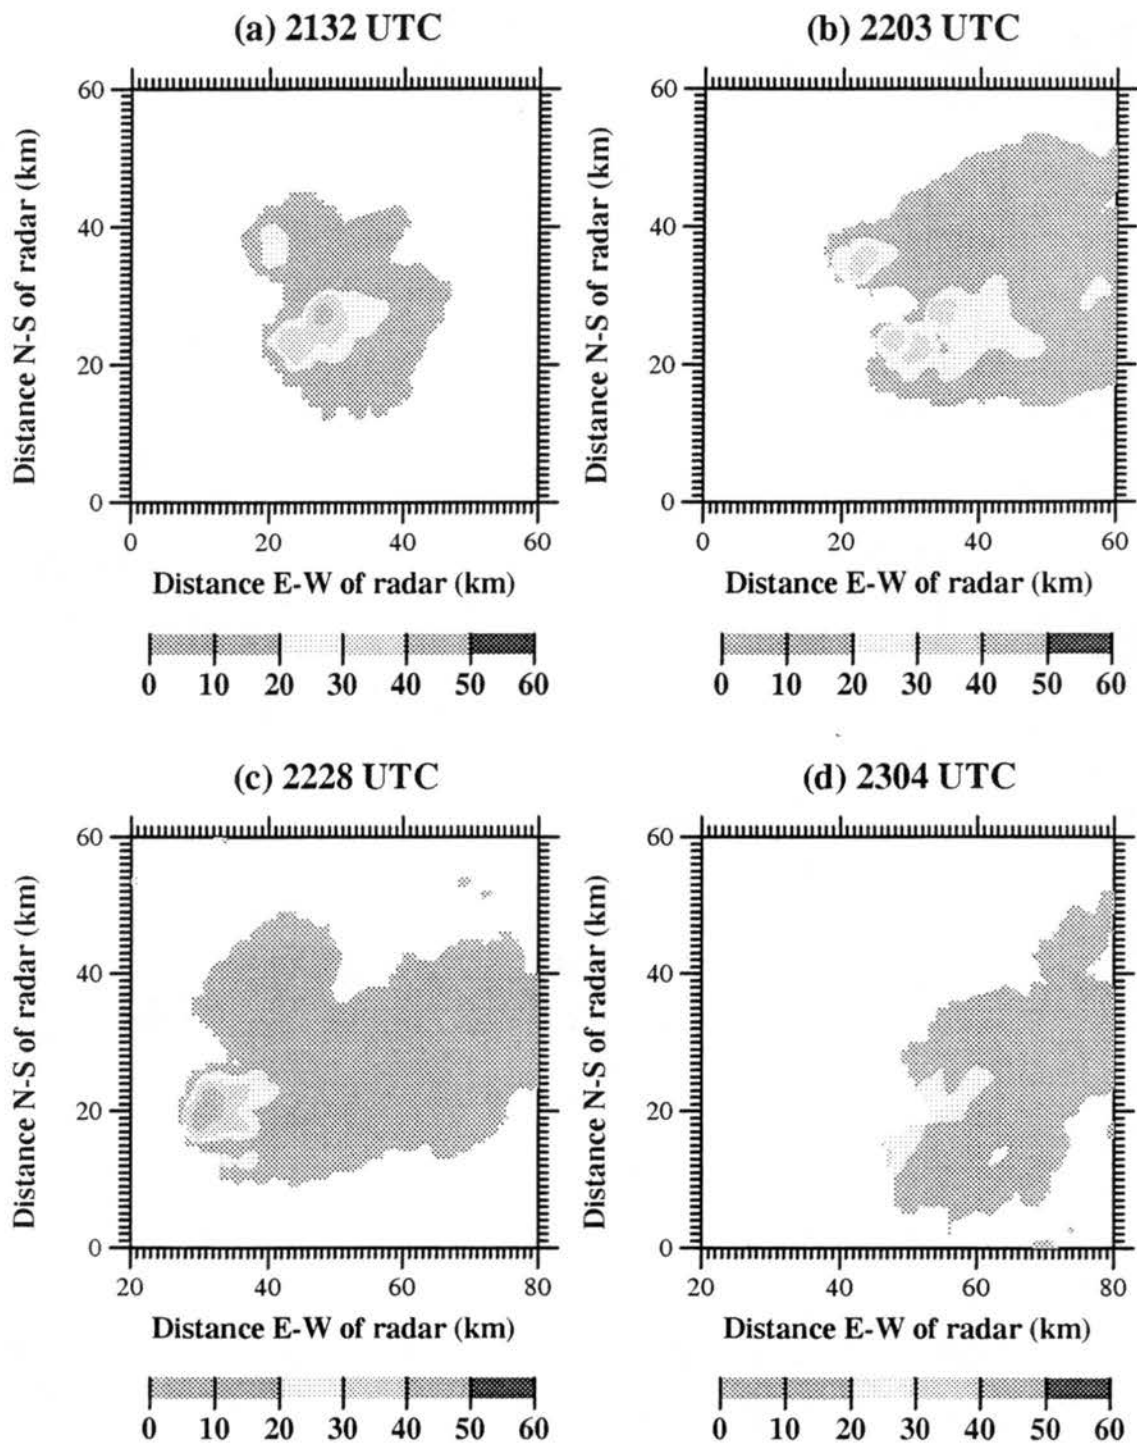 (a) 2132 UTC
(b) 2203 UTC
60
40
20
0
Distance N-S of radar (km)
0 20 40 60
Distance E-W of radar (km)
0 10 20 30 40 50 60
60
40
20
0
Distance N-S of radar (km)
0 20 40 60
Distance E-W of radar (km)
0 10 20 30 40 50 60
(c) 2228 UTC
(d) 2304 UTC
60
40
20
0
Distance N-S of radar (km)
20 40 60 80
Distance E-W of radar (km)
0 10 20 30 40 50 60
60
40
20
0
Distance N-S of radar (km)
20 40 60 80
Distance E-W of radar (km)
0 10 20 30 40 50 60